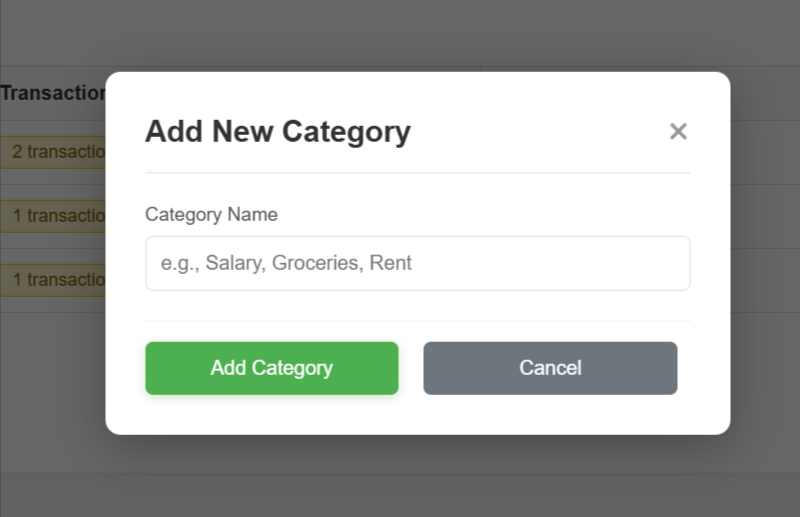 Transaction
Add New Category
×
2 transactio
Category Name
1 transactio
e.g., Salary, Groceries, Rent
1 transactio
Add Category
Cancel